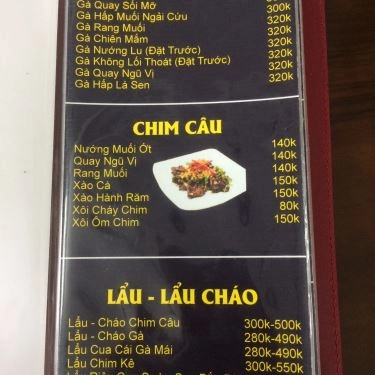 Gà Quay Sối Mỡ 300k
Gà Hấp Muối Ngải Cứu 320k
Gà Rang Muối 320k
Gà Chiên Mắm 320k
Gà Nướng Lu (Đặt Trước) 320k
Gà Không Lối Thoát (Đặt Trước) 320k
Gà Quay Ngũ Vị 320k
Gà Hấp Lá Sen 320k
CHIM CÂU
Nướng Muối Ớt 140k
Quay Ngũ Vị 140k
Rang Muối 140k
Xào Cà 150k
Xào Hành Răm 150k
Xôi Cháy Chim 80k
Xôi Ôm Chim 150k
LẨU - LẨU CHÁO
Lẩu - Cháo Chim Câu 300k-500k
Lẩu - Cháo Gà 280k-490k
Lẩu Cua Cải Gà Mái 280k-490k
Lẩu Chim Kê 300k-550k